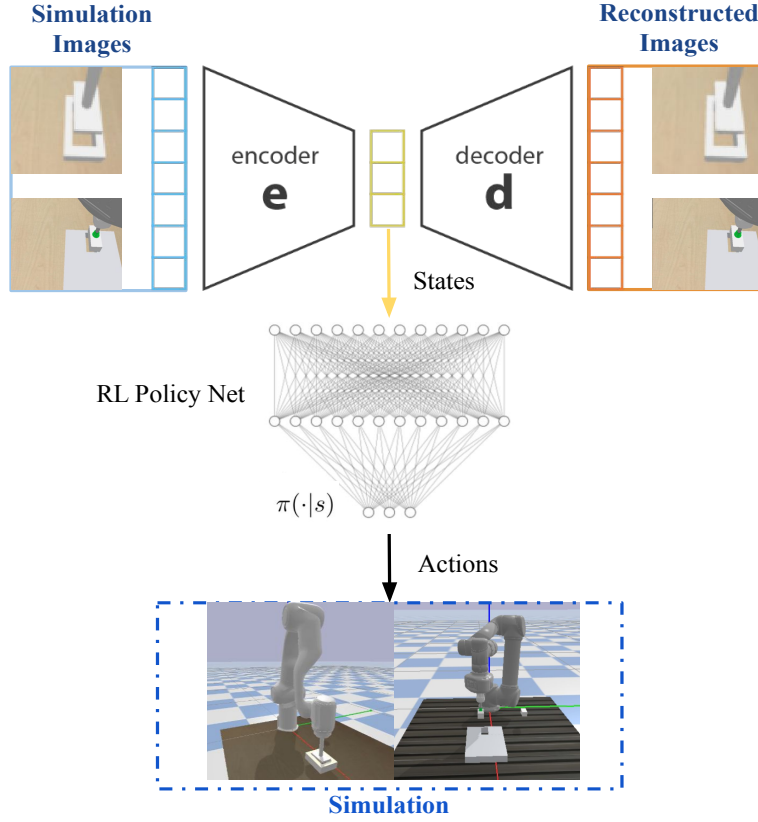 Simulation
Images
Reconstructed
Images
encoder
e
decoder
d
States
RL Policy Net
π(·|s)
Actions
Simulation